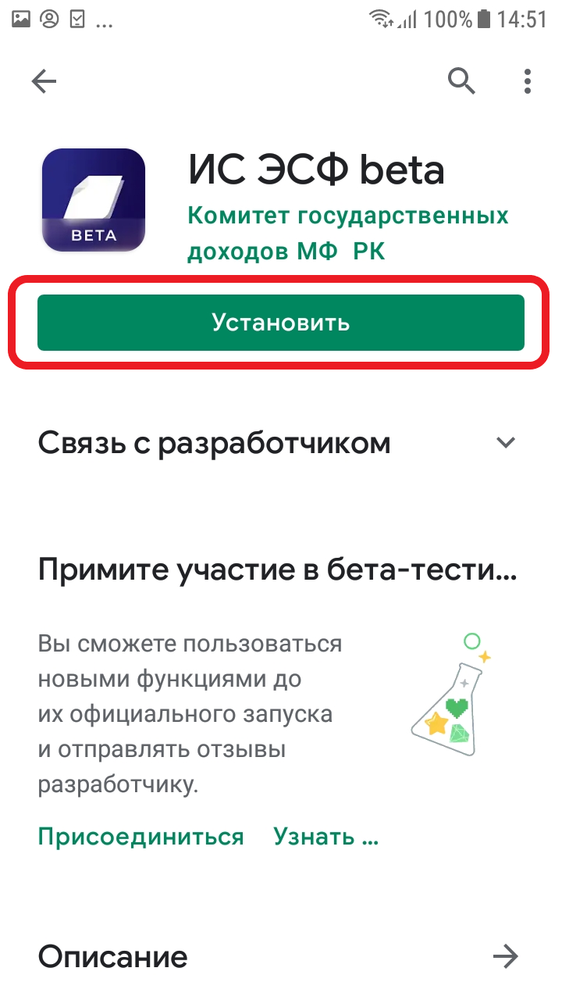 ... 100% 14:51
ИС ЭСФ beta
Комитет государственных
доходов МФ РК
BETA
Установить
Связь с разработчиком
Примите участие в бета-тести...
Вы сможете пользоваться
новыми функциями до
их официального запуска
и отправлять отзывы
разработчику.
Присоединиться Узнать ...
Описание